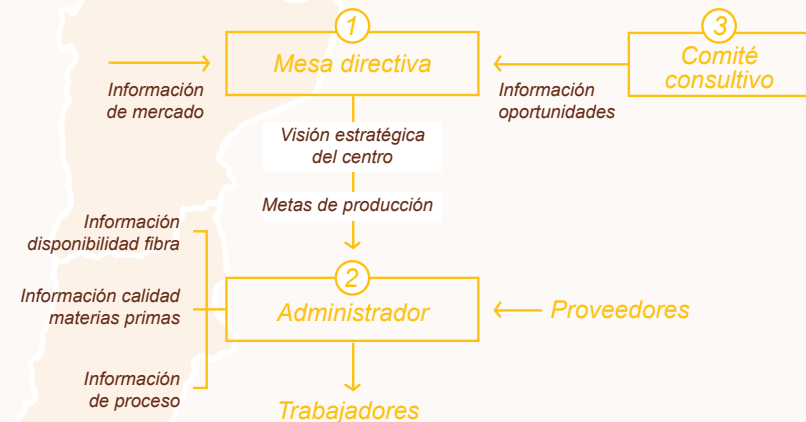 1
Mesa directiva
3
Comité
consultivo
Información
de mercado
Información
oportunidades
Visión estratégica
del centro
Metas de producción
Información
disponibilidad fibra
Información calidad
materias primas
Información
de proceso
2
Administrador
Proveedores
Trabajadores